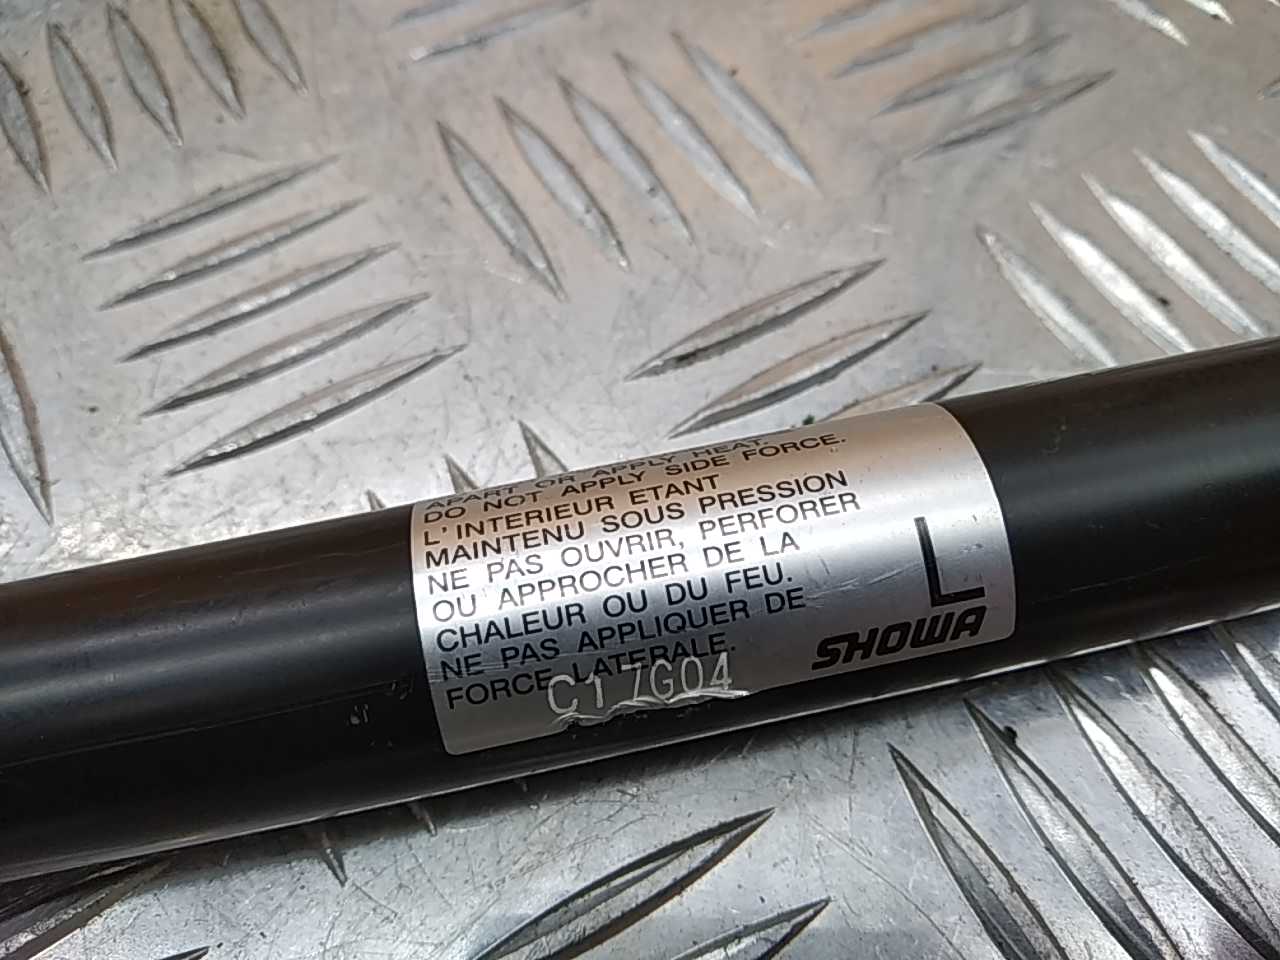 APART OR APPLY HEAT.
DO NOT APPLY SIDE FORCE.
L'INTERIEUR ETANT
MAINTENU SOUS PRESSION
NE PAS OUVRIR, PERFORER
OU APPROCHER DE LA
CHALEUR OU DU FEU.
NE PAS APPLIQUER DE
FORCE LATERALE.
C17G04
L
SHOWA